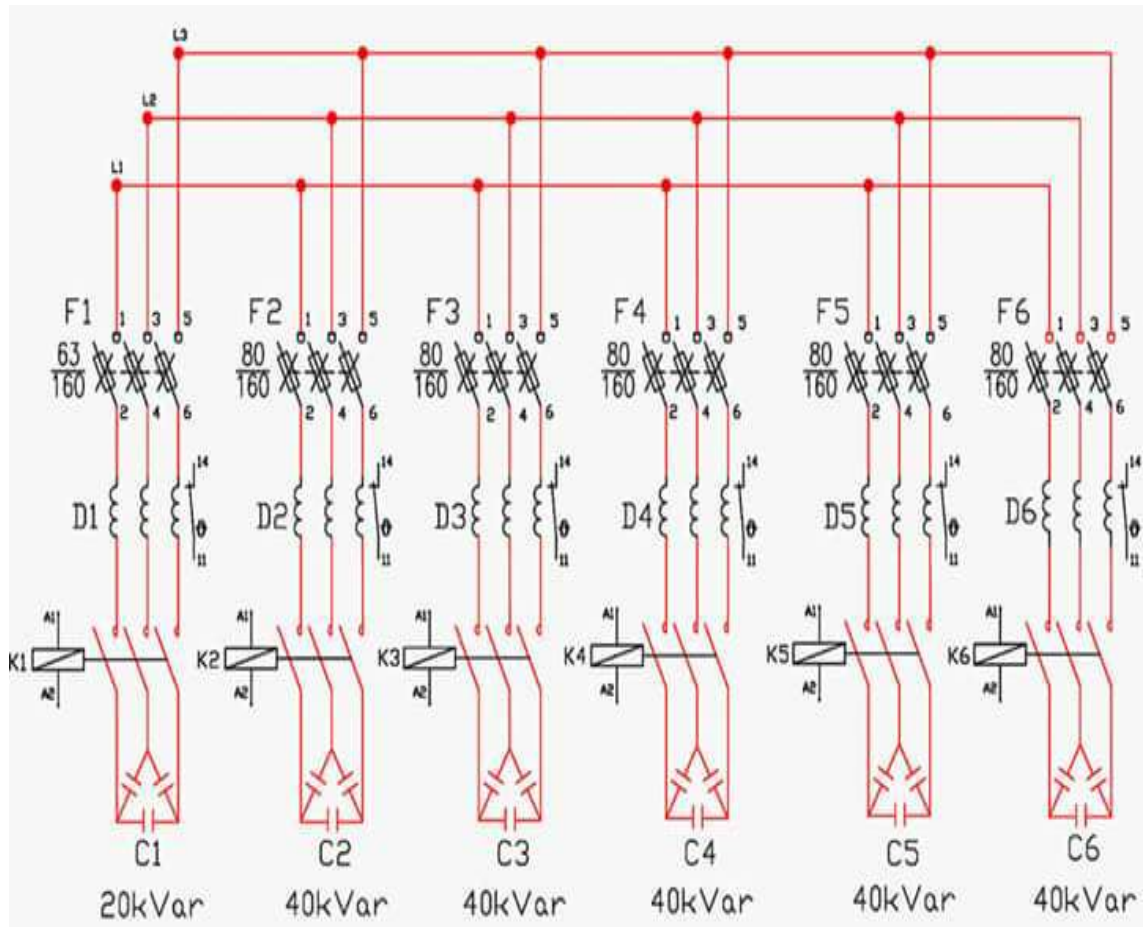 L3
L2
L1
F1 1 3 5
F2 1 3 5
F3 1 3 5
F4 1 3 5
F5 1 3 5
F6 1 3 5
63
160
80
160
80
160
80
160
80
160
80
160
2 4 6
2 4 6
2 4 6
2 4 6
2 4 6
2 4 6
14
14
14
14
14
14
D1
D2
D3
D4
D5
D6
11
11
11
11
11
11
A1
A1
A1
A1
A1
A1
K1
K2
K3
K4
K5
K6
A2
A2
A2
A2
A2
A2
C1
C2
C3
C4
C5
C6
20kVar
40kVar
40kVar
40kVar
40kVar
40kVar